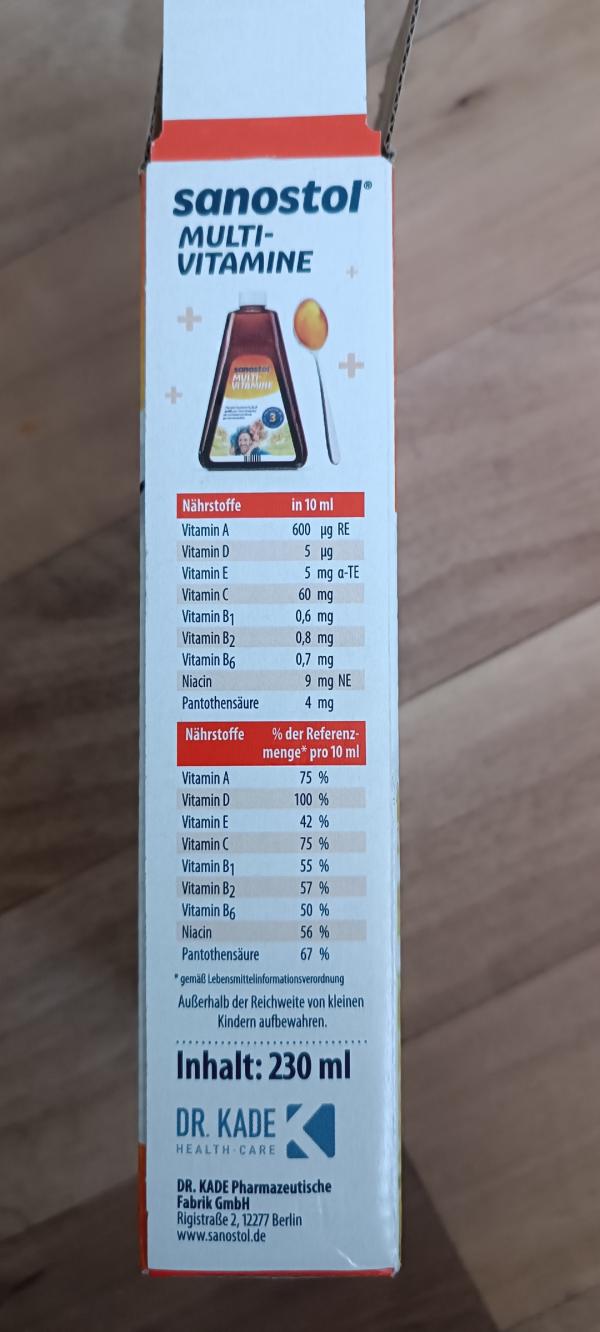 sanostol®
MULTI-
VITAMINE
sanostol
MULTI-
VITAMINE
3
Nährstoffe in 10 ml
Vitamin A 600 µg RE
Vitamin D 5 µg
Vitamin E 5 mg α-TE
Vitamin C 60 mg
Vitamin B1 0,6 mg
Vitamin B2 0,8 mg
Vitamin B6 0,7 mg
Niacin 9 mg NE
Pantothensäure 4 mg
Nährstoffe % der Referenz-
menge* pro 10 ml
Vitamin A 75 %
Vitamin D 100 %
Vitamin E 42 %
Vitamin C 75 %
Vitamin B1 55 %
Vitamin B2 57 %
Vitamin B6 50 %
Niacin 56 %
Pantothensäure 67 %
* gemäß Lebensmittelinformationsverordnung
Außerhalb der Reichweite von kleinen
Kindern aufbewahren.
Inhalt: 230 ml
DR. KADE
HEALTH·CARE
DR. KADE Pharmazeutische
Fabrik GmbH
Rigistraße 2, 12277 Berlin
www.sanostol.de